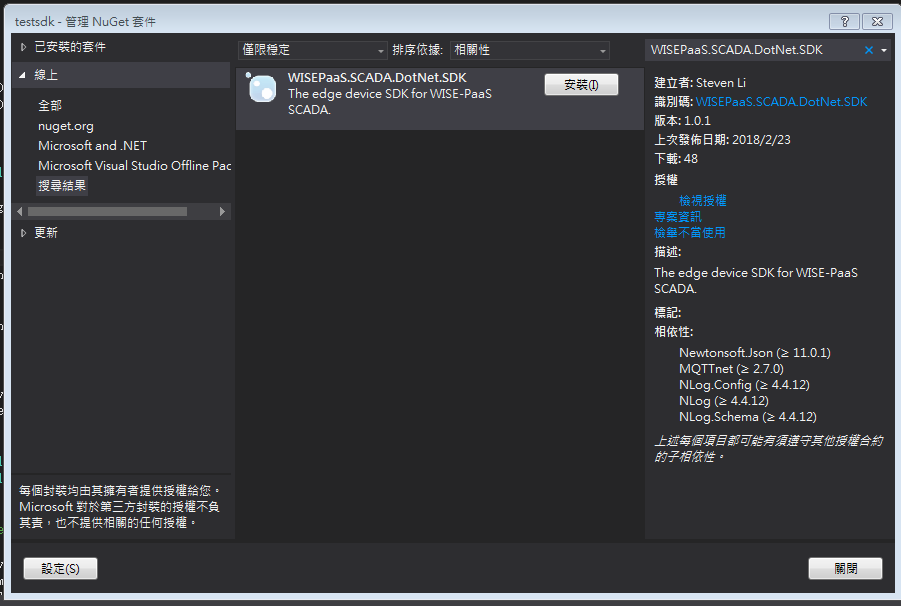 testsdk - 管理 NuGet 套件
已安裝的套件
線上
全部
nuget.org
Microsoft and .NET
Microsoft Visual Studio Offline Pac
搜尋結果
更新
每個封裝均由其擁有者提供授權給您。
Microsoft 對於第三方封裝的授權不負
其責，也不提供相關的任何授權。
設定(S)
僅限穩定
排序依據: 相關性
WISEPaaS.SCADA.DotNet.SDK
The edge device SDK for WISE-PaaS
SCADA.
安裝(I)
WISEPaaS.SCADA.DotNet.SDK
建立者: Steven Li
識別碼: WISEPaaS.SCADA.DotNet.SDK
版本: 1.0.1
上次發佈日期: 2018/2/23
下載: 48
授權
檢視授權
專案資訊
檢舉不當使用
描述:
The edge device SDK for WISE-PaaS
SCADA.
標記:
相依性:
Newtonsoft.Json (≥ 11.0.1)
MQTTnet (≥ 2.7.0)
NLog.Config (≥ 4.4.12)
NLog (≥ 4.4.12)
NLog.Schema (≥ 4.4.12)
上述每個項目都可能有須遵守其他授權合約
的子相依性。
關閉